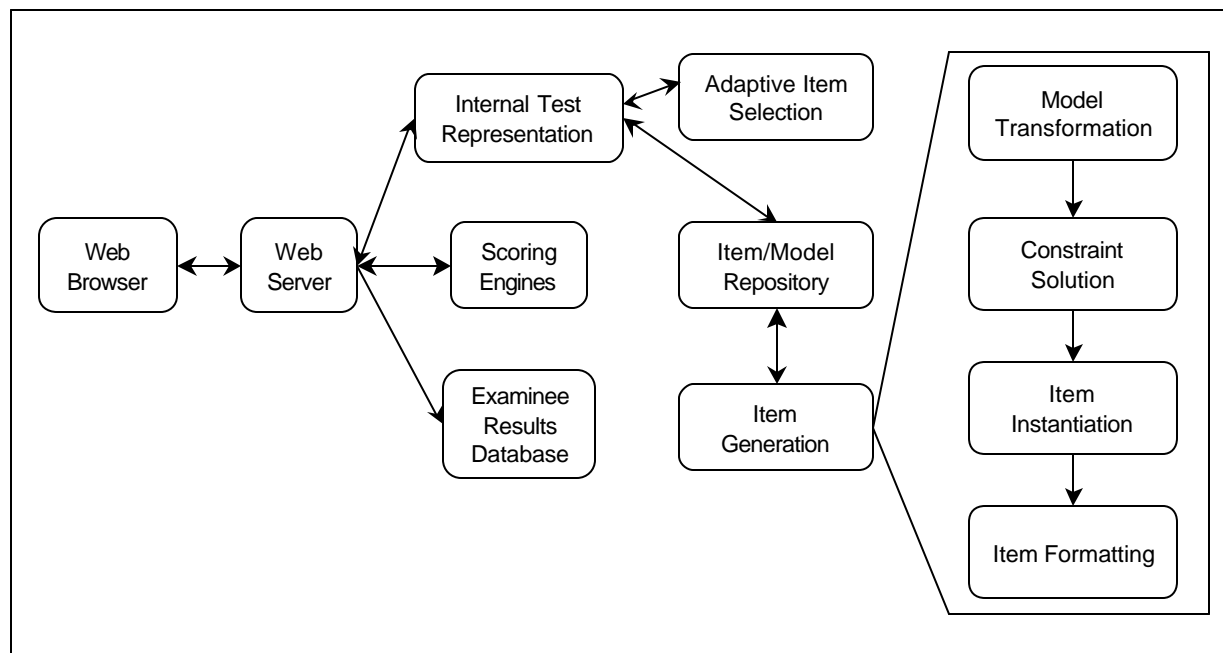 Internal Test
Representation
Adaptive Item
Selection
Model
Transformation
Web
Browser
Web
Server
Scoring
Engines
Item/Model
Repository
Constraint
Solution
Examinee
Results
Database
Item
Generation
Item
Instantiation
Item Formatting